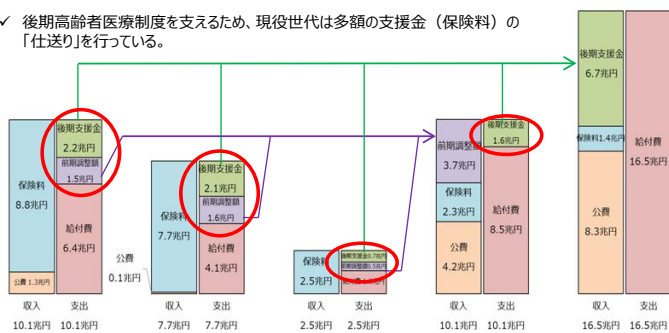 ✓ 後期高齢者医療制度を支えるため、現役世代は多額の支援金（保険料）の
「仕送り」を行っている。
保険料
8.8兆円
公費 1.3兆円
後期支援金
2.2兆円
前期調整額
1.5兆円
給付費
6.4兆円
収入
支出
10.1兆円
10.1兆円
公費
0.1兆円
保険料
7.7兆円
後期支援金
2.1兆円
前期調整額
1.6兆円
給付費
4.1兆円
収入
支出
7.7兆円
7.7兆円
保険料
2.5兆円
後期支援金0.7兆円
前期調整額0.5兆円
収入
支出
2.5兆円
2.5兆円
前期調整額
3.7兆円
保険料
2.3兆円
公費
4.2兆円
後期支援金
1.6兆円
給付費
8.5兆円
収入
支出
10.1兆円
10.1兆円
後期支援金
6.7兆円
保険料1.4兆円
公費
8.3兆円
給付費
16.5兆円
収入
支出
16.5兆円
16.5兆円